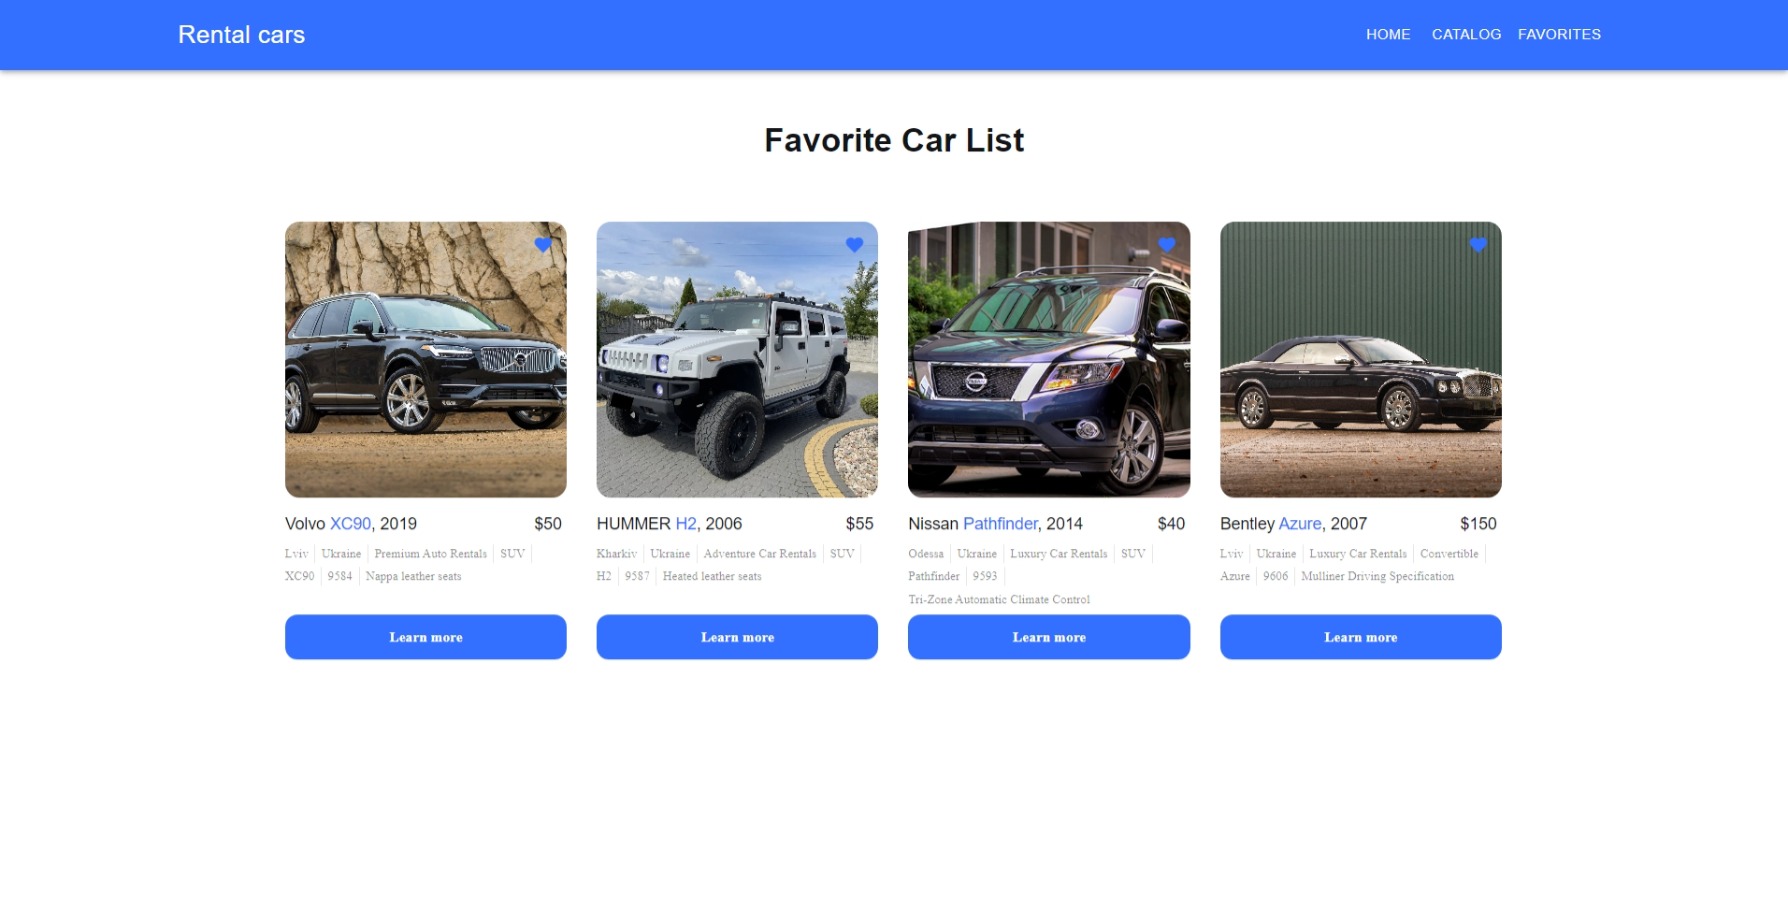 Rental cars
HOME CATALOG FAVORITES
Favorite Car List
Volvo XC90, 2019 $50
Lviv Ukraine Premium Auto Rentals SUV
XC90 9584 Nappa leather seats
Learn more
HUMMER H2, 2006 $55
Kharkiv Ukraine Adventure Car Rentals SUV
H2 9587 Heated leather seats
Learn more
Nissan Pathfinder, 2014 $40
Odessa Ukraine Luxury Car Rentals SUV
Pathfinder 9593
Tri-Zone Automatic Climate Control
Learn more
Bentley Azure, 2007 $150
Lviv Ukraine Luxury Car Rentals Convertible
Azure 9606 Mulliner Driving Specification
Learn more